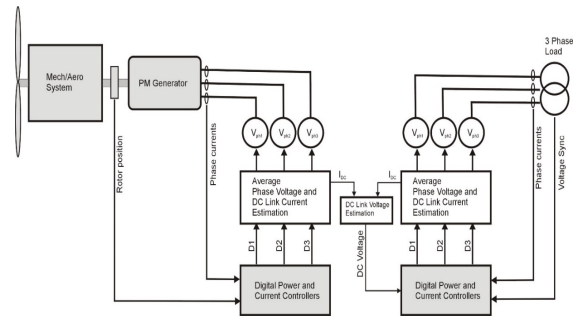 3 Phase
Load
Mech/Aero
System
PM Generator
Rotor position
Phase currents
Vph1
Vph2
Vph3
Vph1
Vph2
Vph3
Phase currents
Voltage Sync
IDC
IDC
Average
Phase Voltage and
DC Link Current
Estimation
DC Link Voltage
Estimation
Average
Phase Voltage and
DC Link Current
Estimation
D1
D2
D3
DC Voltage
D1
D2
D3
Digital Power and
Current Controllers
Digital Power and
Current Controllers